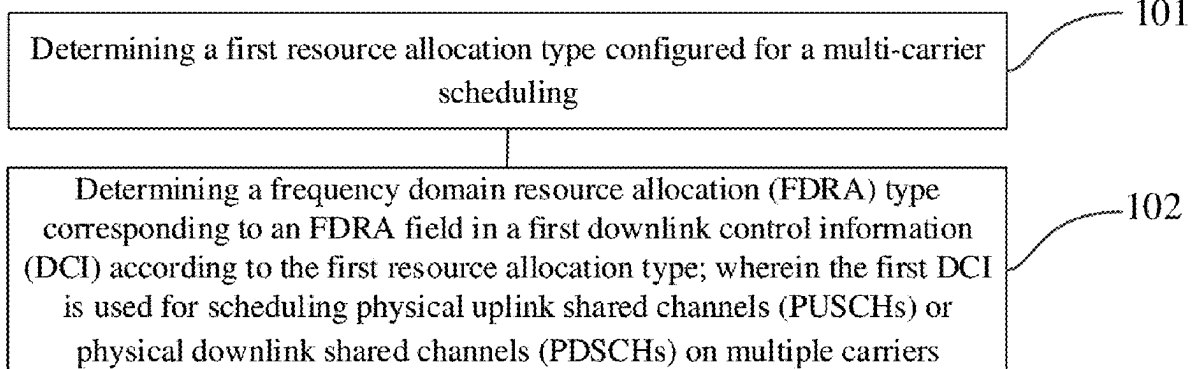 101
Determining a first resource allocation type configured for a multi-carrier
scheduling
Determining a frequency domain resource allocation (FDRA) type
corresponding to an FDRA field in a first downlink control information
(DCI) according to the first resource allocation type; wherein the first DCI
is used for scheduling physical uplink shared channels (PUSCHs) or
physical downlink shared channels (PDSCHs) on multiple carriers
102